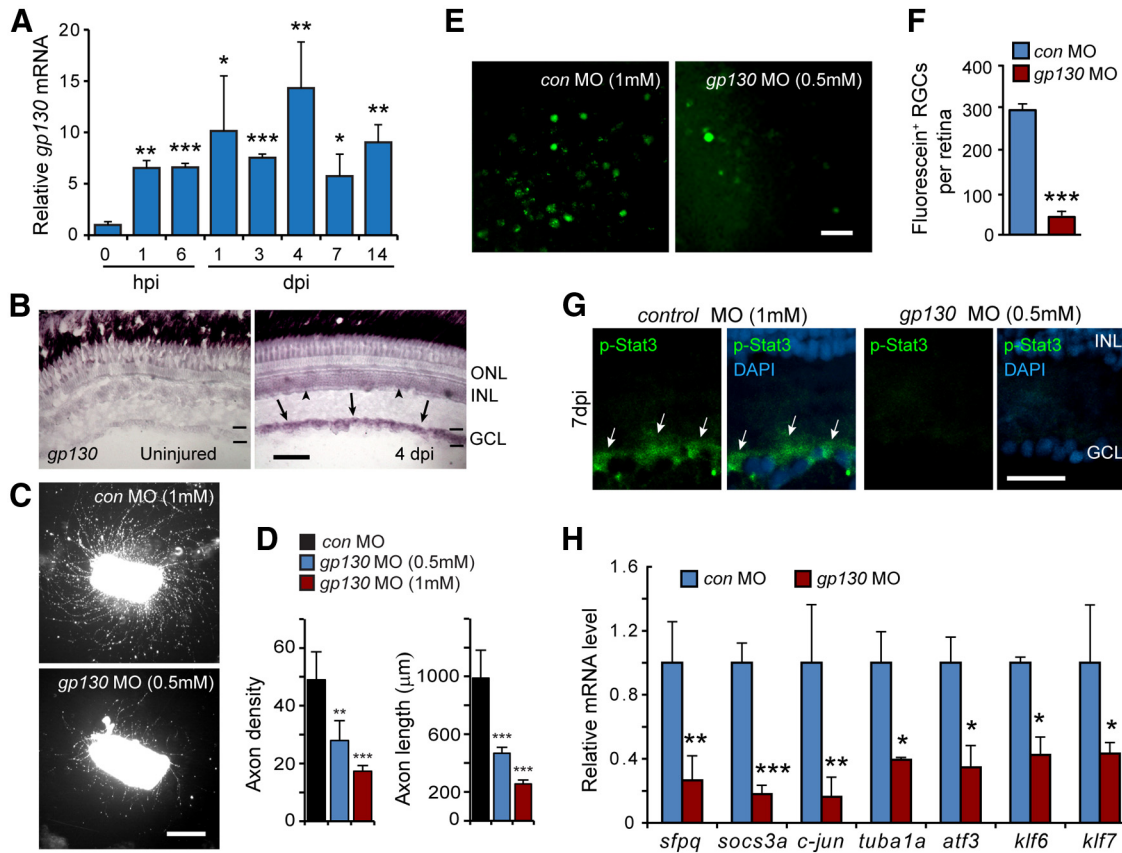 A
Relative gp130 mRNA
20
15
10
5
0
** *** * *** ** * **
0 1 6 1 3 4 7 14
hpi dpi
B
gp130 Uninjured
4 dpi
ONL
INL
GCL
C
con MO (1mM)
gp130 MO (0.5mM)
D
con MO
gp130 MO (0.5mM)
gp130 MO (1mM)
Axon density
60
40
20
0
** ***
Axon length (μm)
1000
600
200
0
*** ***
E
con MO (1mM)
gp130 MO (0.5mM)
F
con MO
gp130 MO
Fluorescein+ RGCs
per retina
400
300
200
100
0
***
G
control MO (1mM) gp130 MO (0.5mM)
7dpi
p-Stat3
p-Stat3
DAPI
p-Stat3
p-Stat3
DAPI
INL
GCL
H
con MO gp130 MO
Relative mRNA level
1.6
1.2
0.8
0.4
0
** *** ** * * * *
sfpq socs3a c-jun tuba1a atf3 klf6 klf7